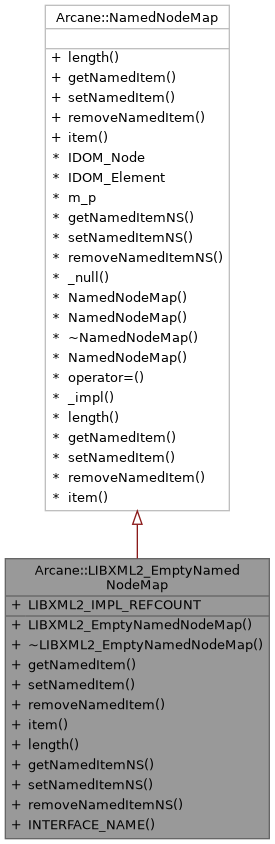 Arcane::NamedNodeMap
+ length()
+ getNamedItem()
+ setNamedItem()
+ removeNamedItem()
+ item()
* IDOM_Node
* IDOM_Element
* m_p
* getNamedItemNS()
* setNamedItemNS()
* removeNamedItemNS()
* _null()
* NamedNodeMap()
* NamedNodeMap()
* ~NamedNodeMap()
* NamedNodeMap()
* operator=()
* _impl()
* length()
* getNamedItem()
* setNamedItem()
* removeNamedItem()
* item()
Arcane::LIBXML2_EmptyNamed
NodeMap
+ LIBXML2_IMPL_REFCOUNT
+ LIBXML2_EmptyNamedNodeMap()
+ ~LIBXML2_EmptyNamedNodeMap()
+ getNamedItem()
+ setNamedItem()
+ removeNamedItem()
+ item()
+ length()
+ getNamedItemNS()
+ setNamedItemNS()
+ removeNamedItemNS()
+ INTERFACE_NAME()